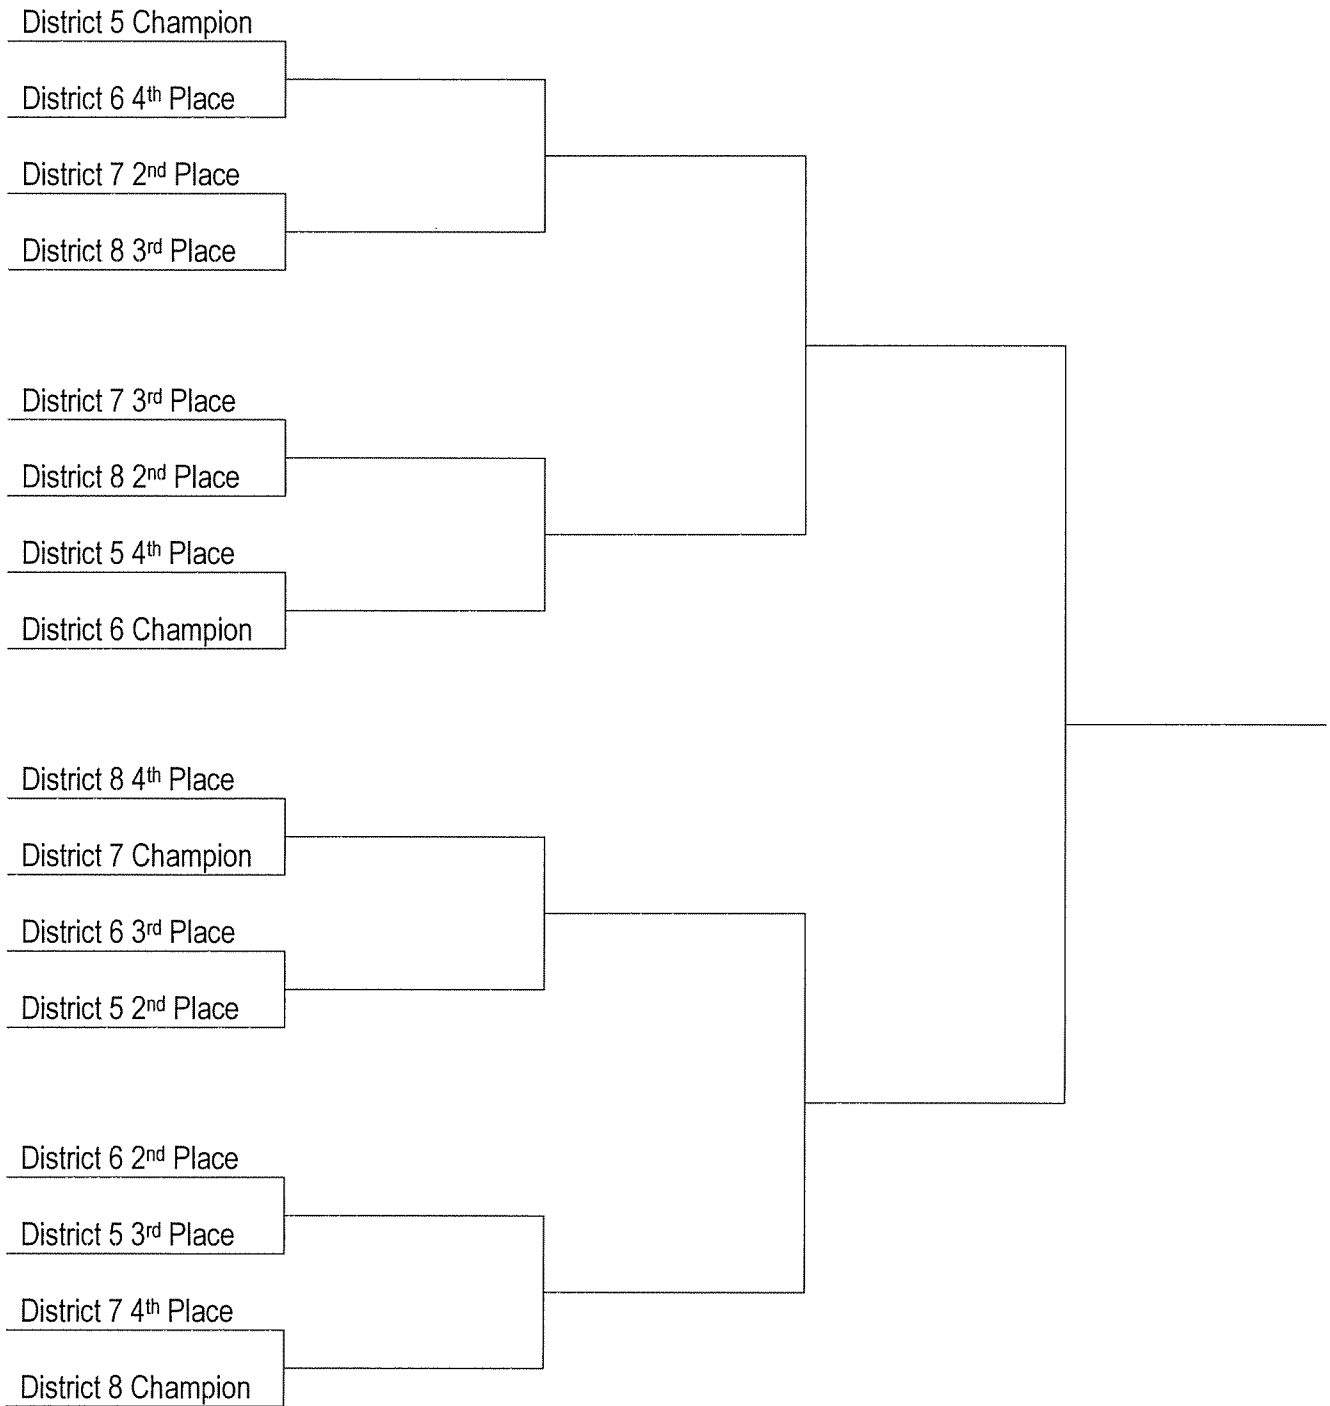 District 5 Champion
District 6 4th Place
District 7 2nd Place
District 8 3rd Place
District 7 3rd Place
District 8 2nd Place
District 5 4th Place
District 6 Champion
District 8 4th Place
District 7 Champion
District 6 3rd Place
District 5 2nd Place
District 6 2nd Place
District 5 3rd Place
District 7 4th Place
District 8 Champion